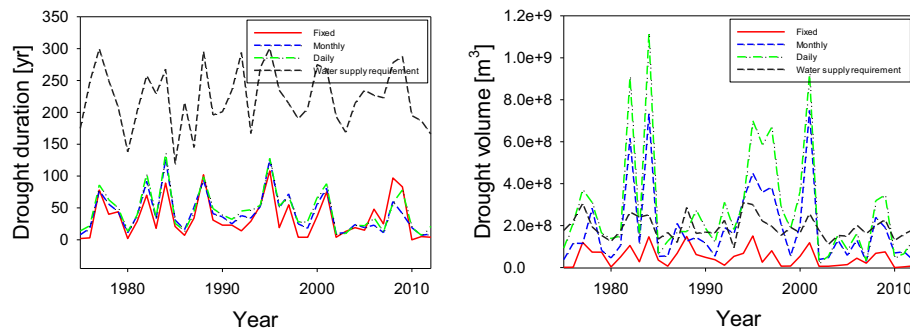 Drought duration [yr]
350
300
250
200
150
100
50
0
1980
1990
2000
2010
Year
Fixed
Monthly
Daily
Water supply requirement
Drought volume [m³]
1.2e+9
1.0e+9
8.0e+8
6.0e+8
4.0e+8
2.0e+8
0.0
1980
1990
2000
2010
Year
Fixed
Monthly
Daily
Water supply requirement